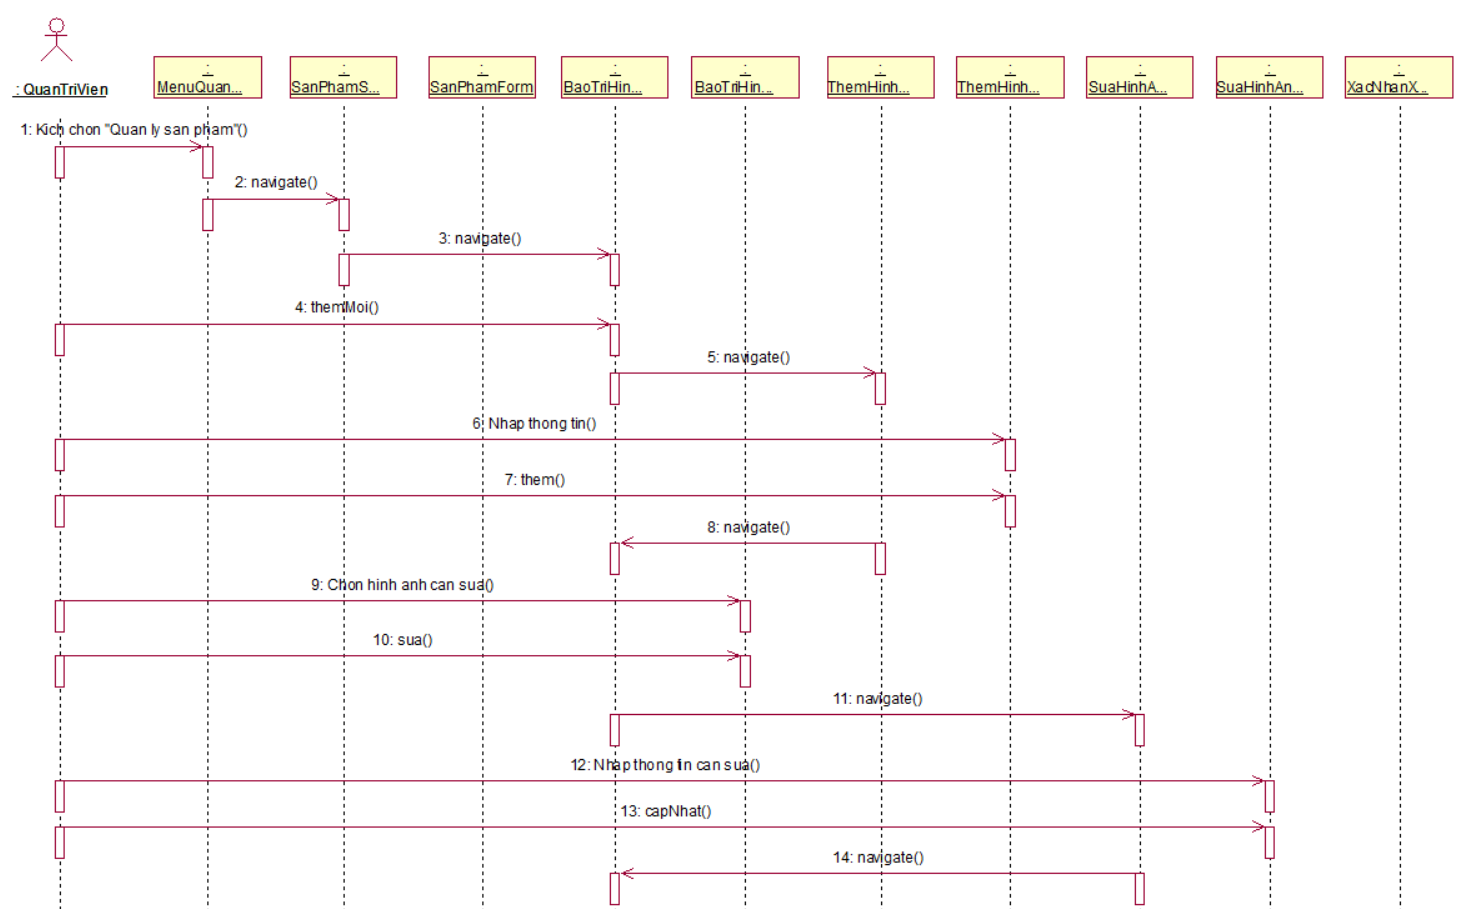 : QuanTriVien
:
MenuQuan...
:
SanPhamS...
:
SanPhamForm
:
BaoTriHin...
:
BaoTriHin...
:
ThemHinh...
:
ThemHinh...
:
SuaHinhA...
:
SuaHinhAn...
:
XacNhanX...
1: Kich chon "Quan ly san pham"()
2: navigate()
3: navigate()
4: themMoi()
5: navigate()
6: Nhap thong tin()
7: them()
8: navigate()
9: Chon hinh anh can sua()
10: sua()
11: navigate()
12: Nhap thong tin can sua()
13: capNhat()
14: navigate()